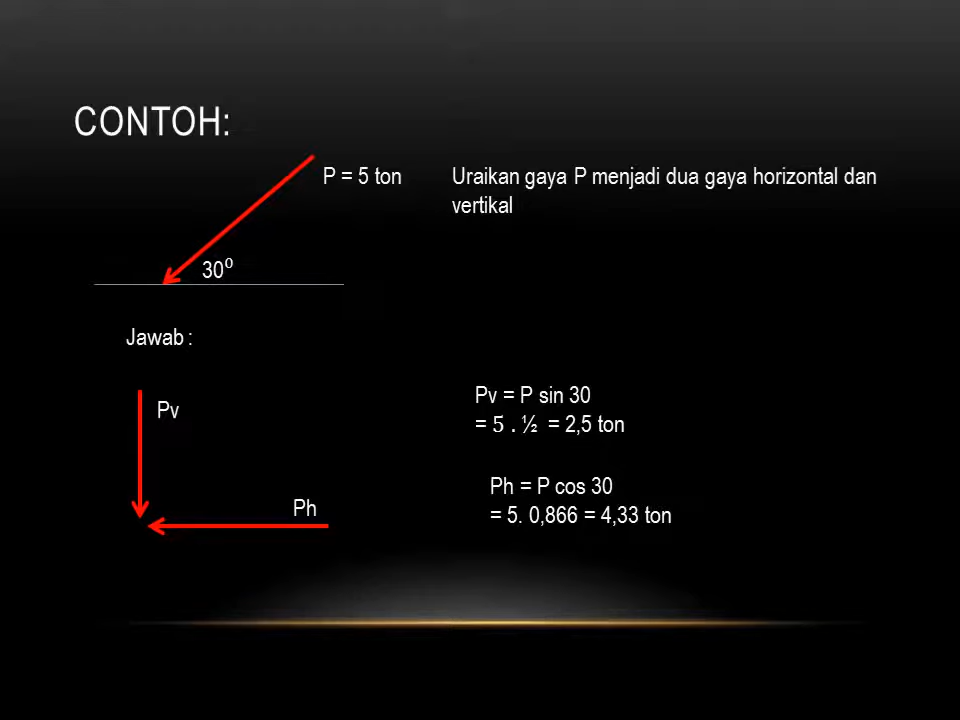 CONTOH:
P = 5 ton
Uraikan gaya P menjadi dua gaya horizontal dan
vertikal
30⁰
Jawab :
Pv
Ph
Pv = P sin 30
= 5 . ½ = 2,5 ton
Ph = P cos 30
= 5. 0,866 = 4,33 ton